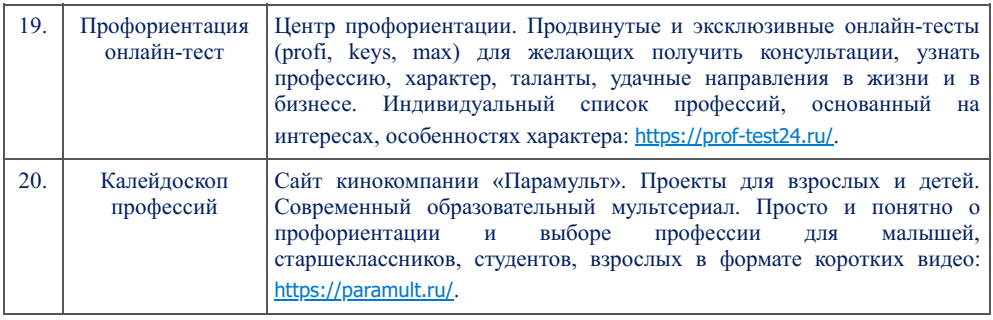 19.
Профориентация
онлайн-тест
Центр профориентации. Продвинутые и эксклюзивные онлайн-тесты
(profi, keys, max) для желающих получить консультации, узнать
профессию, характер, таланты, удачные направления в жизни и в
бизнесе. Индивидуальный список профессий, основанный на
интересах, особенностях характера: https://prof-test24.ru/.
20.
Калейдоскоп
профессий
Сайт кинокомпании «Парамульт». Проекты для взрослых и детей.
Современный образовательный мультсериал. Просто и понятно о
профориентации и выборе профессии для малышей,
старшеклассников, студентов, взрослых в формате коротких видео:
https://paramult.ru/.